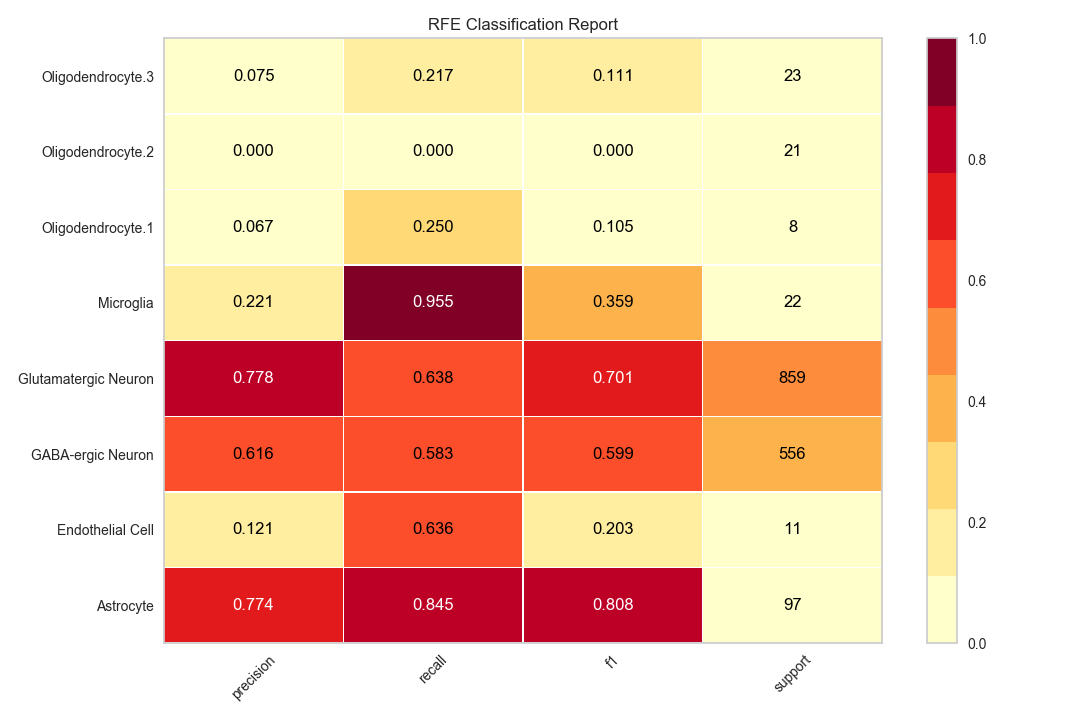 RFE Classification Report
Oligodendrocyte.3 0.075 0.217 0.111 23
Oligodendrocyte.2 0.000 0.000 0.000 21
Oligodendrocyte.1 0.067 0.250 0.105 8
Microglia 0.221 0.955 0.359 22
Glutamatergic Neuron 0.778 0.638 0.701 859
GABA-ergic Neuron 0.616 0.583 0.599 556
Endothelial Cell 0.121 0.636 0.203 11
Astrocyte 0.774 0.845 0.808 97
precision recall f1 support
1.0
0.8
0.6
0.4
0.2
0.0